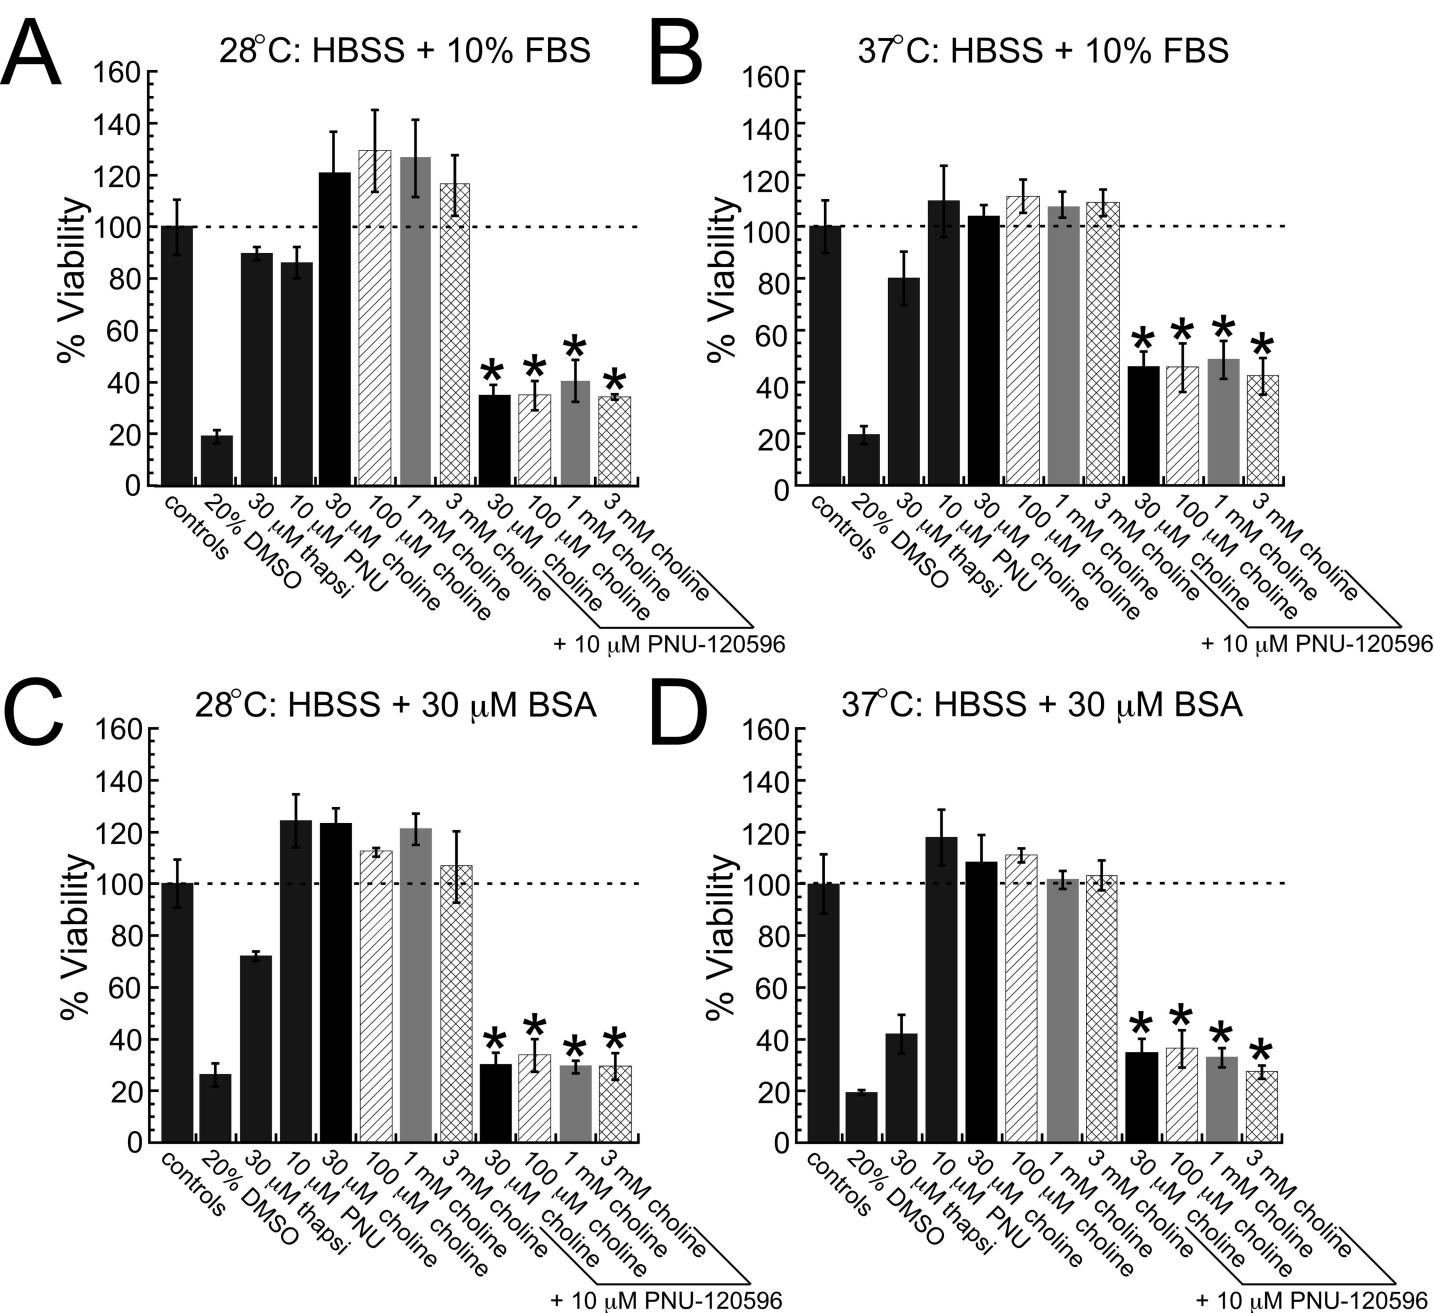 A
28°C: HBSS + 10% FBS
% Viability
160
140
120
100
80
60
40
20
0
* * * *
controls
20% DMSO
30 μM thapsi
10 μM PNU
30 μM choline
100 μM choline
1 mM choline
3 mM choline
30 μM choline
100 μM choline
1 mM choline
3 mM choline
+ 10 μM PNU-120596
B
37°C: HBSS + 10% FBS
% Viability
160
140
120
100
80
60
40
20
0
* * * *
controls
20% DMSO
30 μM thapsi
10 μM PNU
30 μM choline
100 μM choline
1 mM choline
3 mM choline
30 μM choline
100 μM choline
1 mM choline
3 mM choline
+ 10 μM PNU-120596
C
28°C: HBSS + 30 μM BSA
% Viability
160
140
120
100
80
60
40
20
0
* * * *
controls
20% DMSO
30 μM thapsi
10 μM PNU
30 μM choline
100 μM choline
1 mM choline
3 mM choline
30 μM choline
100 μM choline
1 mM choline
3 mM choline
+ 10 μM PNU-120596
D
37°C: HBSS + 30 μM BSA
% Viability
160
140
120
100
80
60
40
20
0
* * * *
controls
20% DMSO
30 μM thapsi
10 μM PNU
30 μM choline
100 μM choline
1 mM choline
3 mM choline
30 μM choline
100 μM choline
1 mM choline
3 mM choline
+ 10 μM PNU-120596